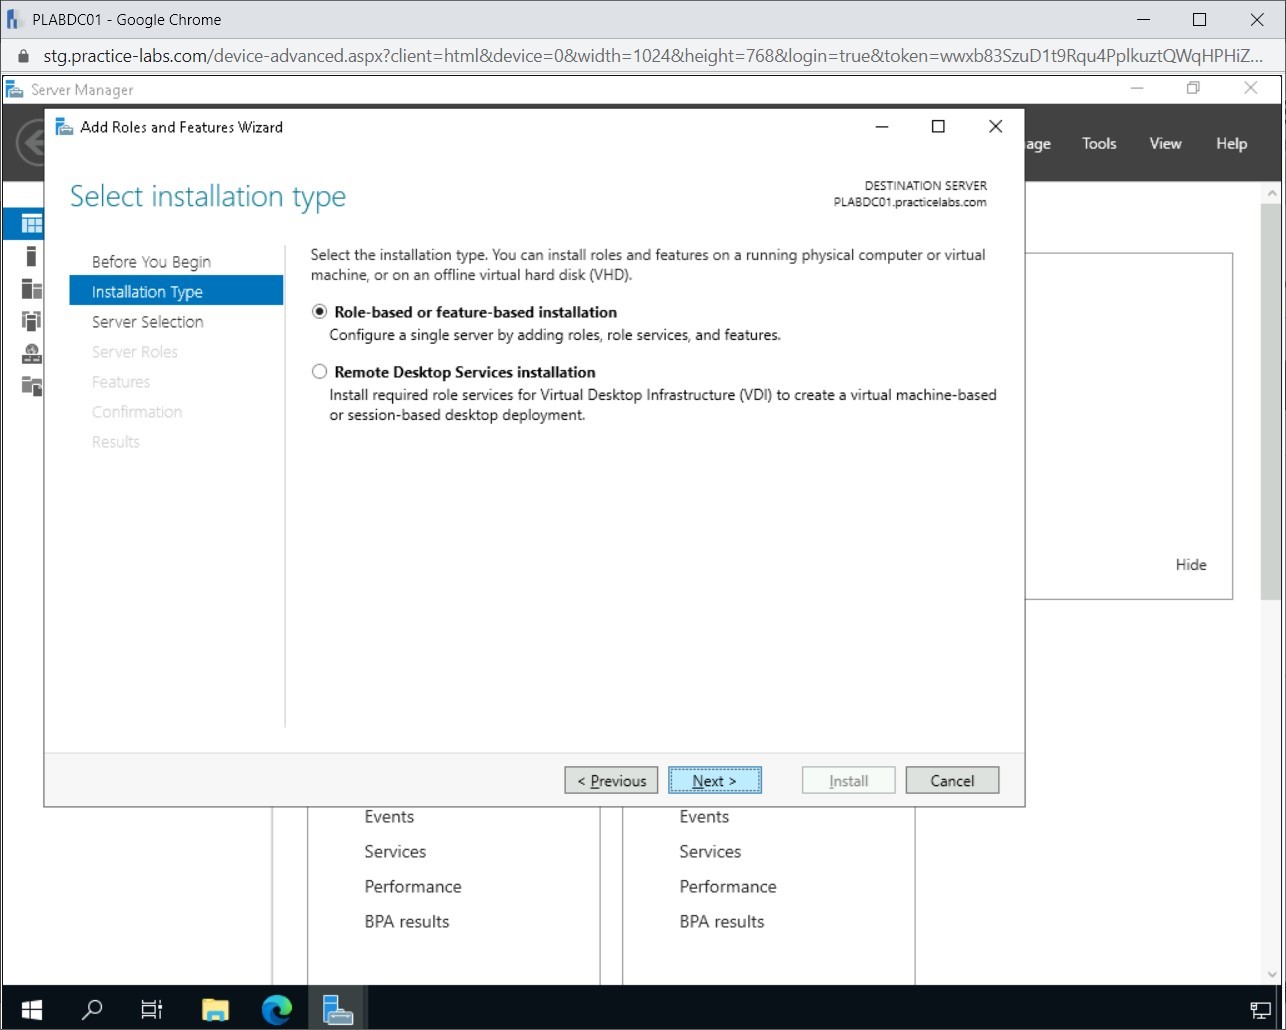 PLABDC01 - Google Chrome
stg.practice-labs.com/device-advanced.aspx?client=html&device=0&width=1024&height=768&login=true&token=wwxb83SzuD1t9Rqu4PplkuztQWqHPHiZ...
Server Manager
Add Roles and Features Wizard
age Tools View Help
Select installation type
DESTINATION SERVER
PLABDC01.practicelabs.com
Before You Begin
Installation Type
Server Selection
Server Roles
Features
Confirmation
Results
Select the installation type. You can install roles and features on a running physical computer or virtual
machine, or on an offline virtual hard disk (VHD).
Role-based or feature-based installation
Configure a single server by adding roles, role services, and features.
Remote Desktop Services installation
Install required role services for Virtual Desktop Infrastructure (VDI) to create a virtual machine-based
or session-based desktop deployment.
Hide
< Previous Next > Install Cancel
Events
Services
Performance
BPA results
Events
Services
Performance
BPA results